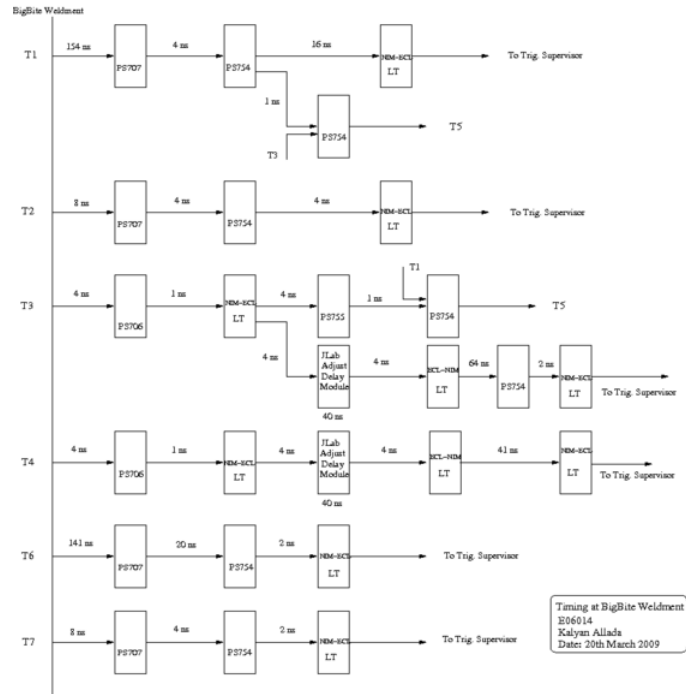 BigBite Weldment
T1
154 ns
PS707
4 ns
PS754
16 ns
NIM-ECL
LT
To Trig. Supervisor
1 ns
T3
PS754
T5
T2
8 ns
PS707
4 ns
PS754
4 ns
NIM-ECL
LT
To Trig. Supervisor
T3
4 ns
PS706
1 ns
NIM-ECL
LT
4 ns
PS755
1 ns
T1
PS754
T5
4 ns
JLab
Adjust
Delay
Module
40 ns
4 ns
ECL-NIM
LT
64 ns
PS754
2 ns
NIM-ECL
LT
To Trig. Supervisor
T4
4 ns
PS706
1 ns
NIM-ECL
LT
4 ns
JLab
Adjust
Delay
Module
40 ns
4 ns
ECL-NIM
LT
41 ns
NIM-ECL
LT
To Trig. Supervisor
T6
141 ns
PS707
20 ns
PS754
2 ns
NIM-ECL
LT
To Trig. Supervisor
T7
8 ns
PS707
4 ns
PS754
2 ns
NIM-ECL
LT
To Trig. Supervisor
Timing at BigBite Weldment
E06014
Kalyan Allada
Date: 20th March 2009